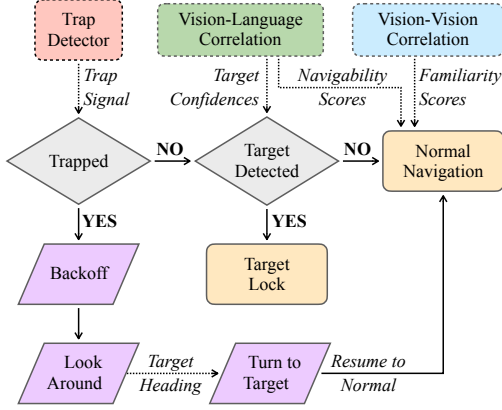 Trap
Detector
Vision-Language
Correlation
Vision-Vision
Correlation
Trap
Signal
Target
Confidences
Navigability
Scores
Familiarity
Scores
Trapped
NO
Target
Detected
NO
Normal
Navigation
YES
YES
Backoff
Target
Lock
Look
Around
Target
Heading
Turn to
Target
Resume to
Normal